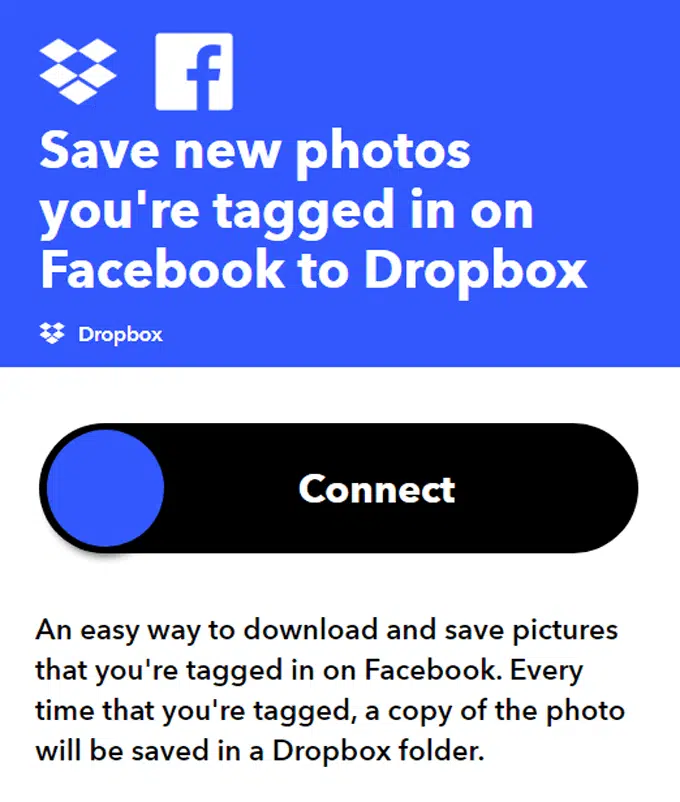 Save new photos
you're tagged in on
Facebook to Dropbox
Dropbox
Connect
An easy way to download and save pictures
that you're tagged in on Facebook. Every
time that you're tagged, a copy of the photo
will be saved in a Dropbox folder.